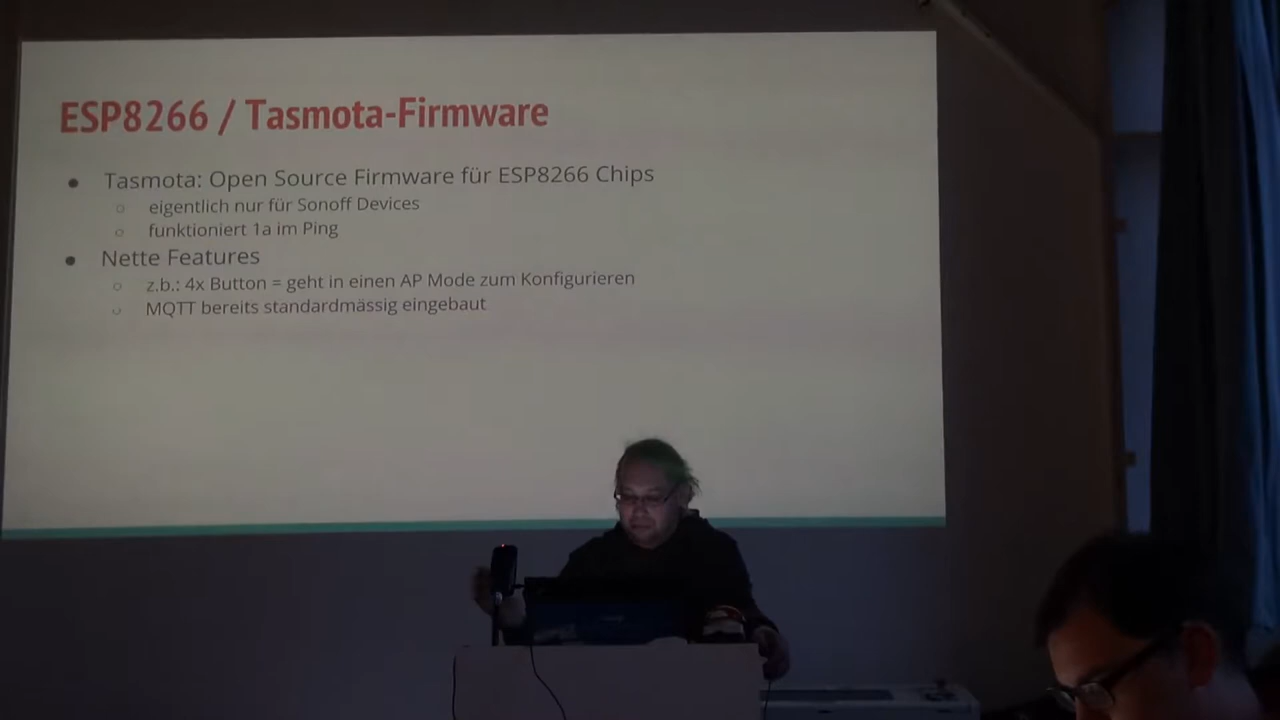 ESP8266 / Tasmota-Firmware
Tasmota: Open Source Firmware für ESP8266 Chips
eigentlich nur für Sonoff Devices
funktioniert 1a im Ping
Nette Features
z.b.: 4x Button = geht in einen AP Mode zum Konfigurieren
MQTT bereits standardmässig eingebaut